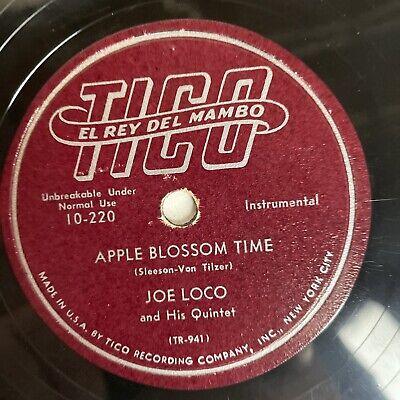 TICO
EL REY DEL MAMBO
Unbreakable Under
Normal Use
10-220
Instrumental
APPLE BLOSSOM TIME
(Sleeson-Von Tilzer)
JOE LOCO
and His Quintet
(TR-941)
MADE IN U.S.A. BY TICO RECORDING COMPANY, INC., NEW YORK CITY